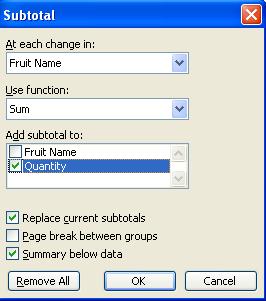 Subtotal
At each change in:
Fruit Name
Use function:
Sum
Add subtotal to:
Fruit Name
Quantity
Replace current subtotals
Page break between groups
Summary below data
Remove All OK Cancel